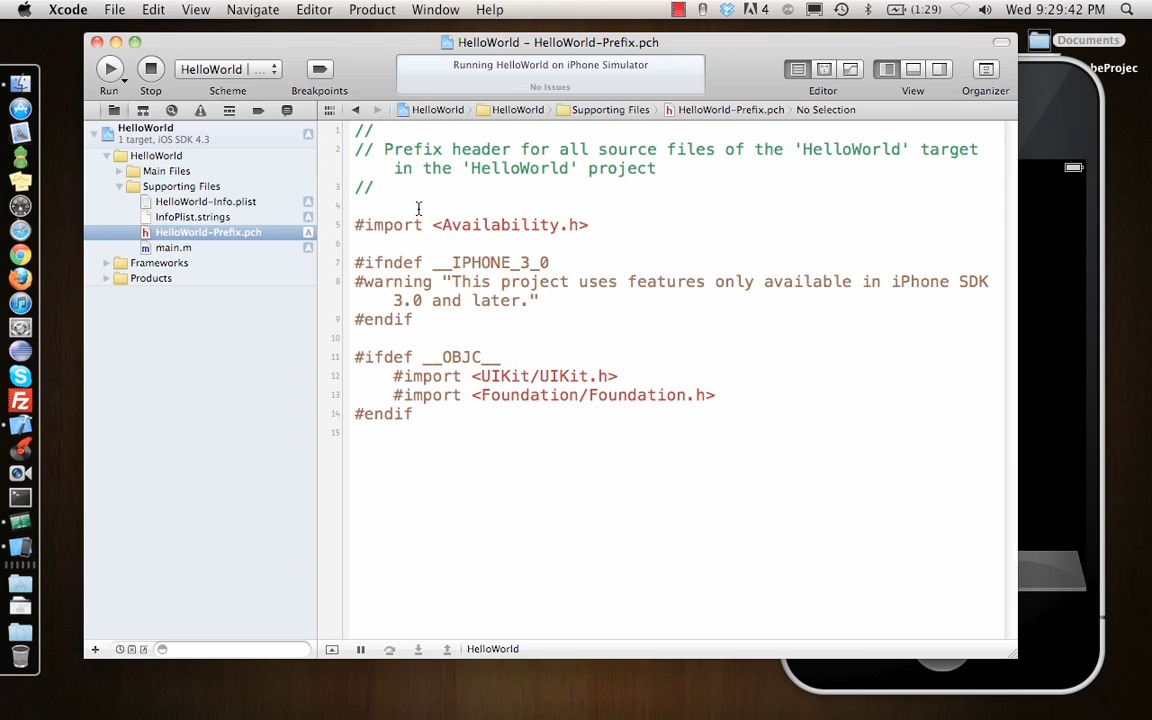 Xcode File Edit View Navigate Editor Product Window Help 4 (1:29) Wed 9:29:42 PM
Documents
HelloWorld - HelloWorld-Prefix.pch
HelloWorld | ...
Running HelloWorld on iPhone Simulator
No Issues
Run Stop Scheme Breakpoints Editor View Organizer
HelloWorld HelloWorld Supporting Files HelloWorld-Prefix.pch No Selection
HelloWorld
1 target, iOS SDK 4.3
HelloWorld
Main Files
Supporting Files
HelloWorld-Info.plist
InfoPlist.strings
HelloWorld-Prefix.pch
main.m
Frameworks
Products
A
A
A
A
A
1 //
2 // Prefix header for all source files of the 'HelloWorld' target
in the 'HelloWorld' project
3 //
4
5 #import <Availability.h>
6
7 #ifndef __IPHONE_3_0
8 #warning "This project uses features only available in iPhone SDK
3.0 and later."
9 #endif
10
11 #ifdef __OBJC__
12 #import <UIKit/UIKit.h>
13 #import <Foundation/Foundation.h>
14 #endif
15
HelloWorld